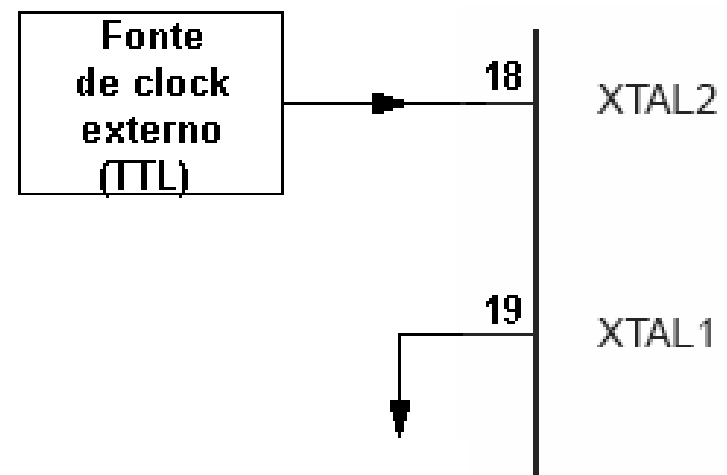 Fonte
de clock
externo
(TTL)
18
XTAL2
19
XTAL1